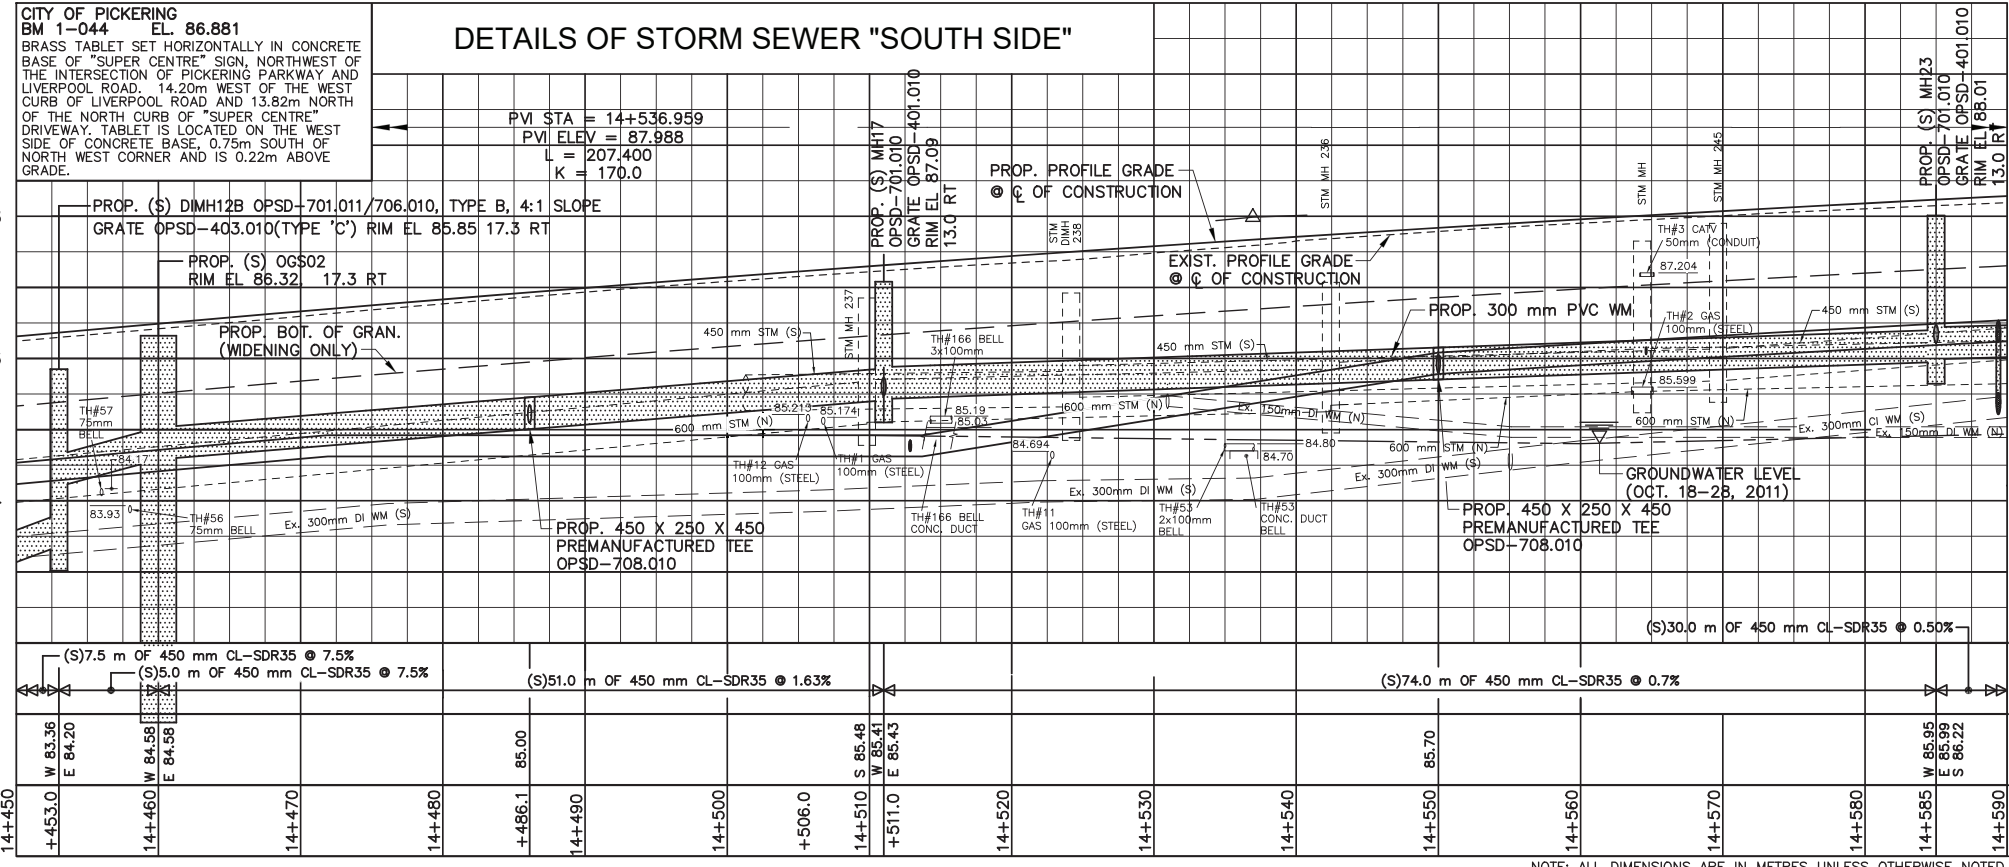 CITY OF PICKERING
BM 1-044 EL. 86.881
BRASS TABLET SET HORIZONTALLY IN CONCRETE
BASE OF "SUPER CENTRE" SIGN, NORTHWEST OF
THE INTERSECTION OF PICKERING PARKWAY AND
LIVERPOOL ROAD. 14.20m WEST OF THE WEST
CURB OF LIVERPOOL ROAD AND 13.82m NORTH
OF THE NORTH CURB OF "SUPER CENTRE"
DRIVEWAY. TABLET IS LOCATED ON THE WEST
SIDE OF CONCRETE BASE, 0.75m SOUTH OF
NORTH WEST CORNER AND IS 0.22m ABOVE
GRADE.
DETAILS OF STORM SEWER "SOUTH SIDE"
PVI STA = 14+536.959
PVI ELEV = 87.988
L = 207.400
K = 170.0
PROP. (S) MH17
OPSD-701.010
GRATE OPSD-401.010
RIM EL 87.09
13.0 RT
PROP. (S) MH23
OPSD-701.010
GRATE OPSD-401.010
RIM EL 88.01
13.0 RT
PROP. PROFILE GRADE
@ ℄ OF CONSTRUCTION
STM MH 236
STM MH
STM MH 245
PROP. (S) DIMH12B OPSD-701.011/706.010, TYPE B, 4:1 SLOPE
GRATE OPSD-403.010(TYPE 'C') RIM EL 85.85 17.3 RT
PROP. (S) OGS02
RIM EL 86.32, 17.3 RT
STM
DIMH
238
EXIST. PROFILE GRADE
@ ℄ OF CONSTRUCTION
TH#3 CATV
50mm (CONDUIT)
87.204
STM MH 237
PROP. BOT. OF GRAN.
(WIDENING ONLY)
450 mm STM (S)
TH#166 BELL
3x100mm
450 mm STM (S)
PROP. 300 mm PVC WM
TH#2 GAS
100mm (STEEL)
450 mm STM (S)
85.599
TH#57
75mm
BELL
84.17
83.93
TH#56
75mm BELL
Ex. 300mm DI WM (S)
600 mm STM (N)
85.213
85.174
85.19
85.03
TH#12 GAS
100mm (STEEL)
TH#1 GAS
100mm (STEEL)
600 mm STM (N)
Ex. 150mm DI WM (N)
84.694
84.80
84.70
600 mm STM (N)
600 mm STM (N)
Ex. 300mm CI WM (S)
Ex. 150mm DI WM (N)
Ex. 300mm DI WM (S)
Ex. 300mm DI WM (S)
GROUNDWATER LEVEL
(OCT. 18-28, 2011)
TH#166 BELL
CONC. DUCT
TH#11
GAS 100mm (STEEL)
TH#53
2x100mm
BELL
TH#53
CONC. DUCT
BELL
PROP. 450 X 250 X 450
PREMANUFACTURED TEE
OPSD-708.010
PROP. 450 X 250 X 450
PREMANUFACTURED TEE
OPSD-708.010
(S)30.0 m OF 450 mm CL-SDR35 @ 0.50%
(S)7.5 m OF 450 mm CL-SDR35 @ 7.5%
(S)5.0 m OF 450 mm CL-SDR35 @ 7.5%
(S)51.0 m OF 450 mm CL-SDR35 @ 1.63%
(S)74.0 m OF 450 mm CL-SDR35 @ 0.7%
W 83.36
E 84.20
W 84.58
E 84.58
85.00
S 85.48
W 85.41
E 85.43
85.70
W 85.95
E 85.99
S 86.22
14+450
+453.0
14+460
14+470
14+480
+486.1
14+490
14+500
+506.0
14+510
+511.0
14+520
14+530
14+540
14+550
14+560
14+570
14+580
14+585
14+590
NOTE: ALL DIMENSIONS ARE IN METRES UNLESS OTHERWISE NOTED